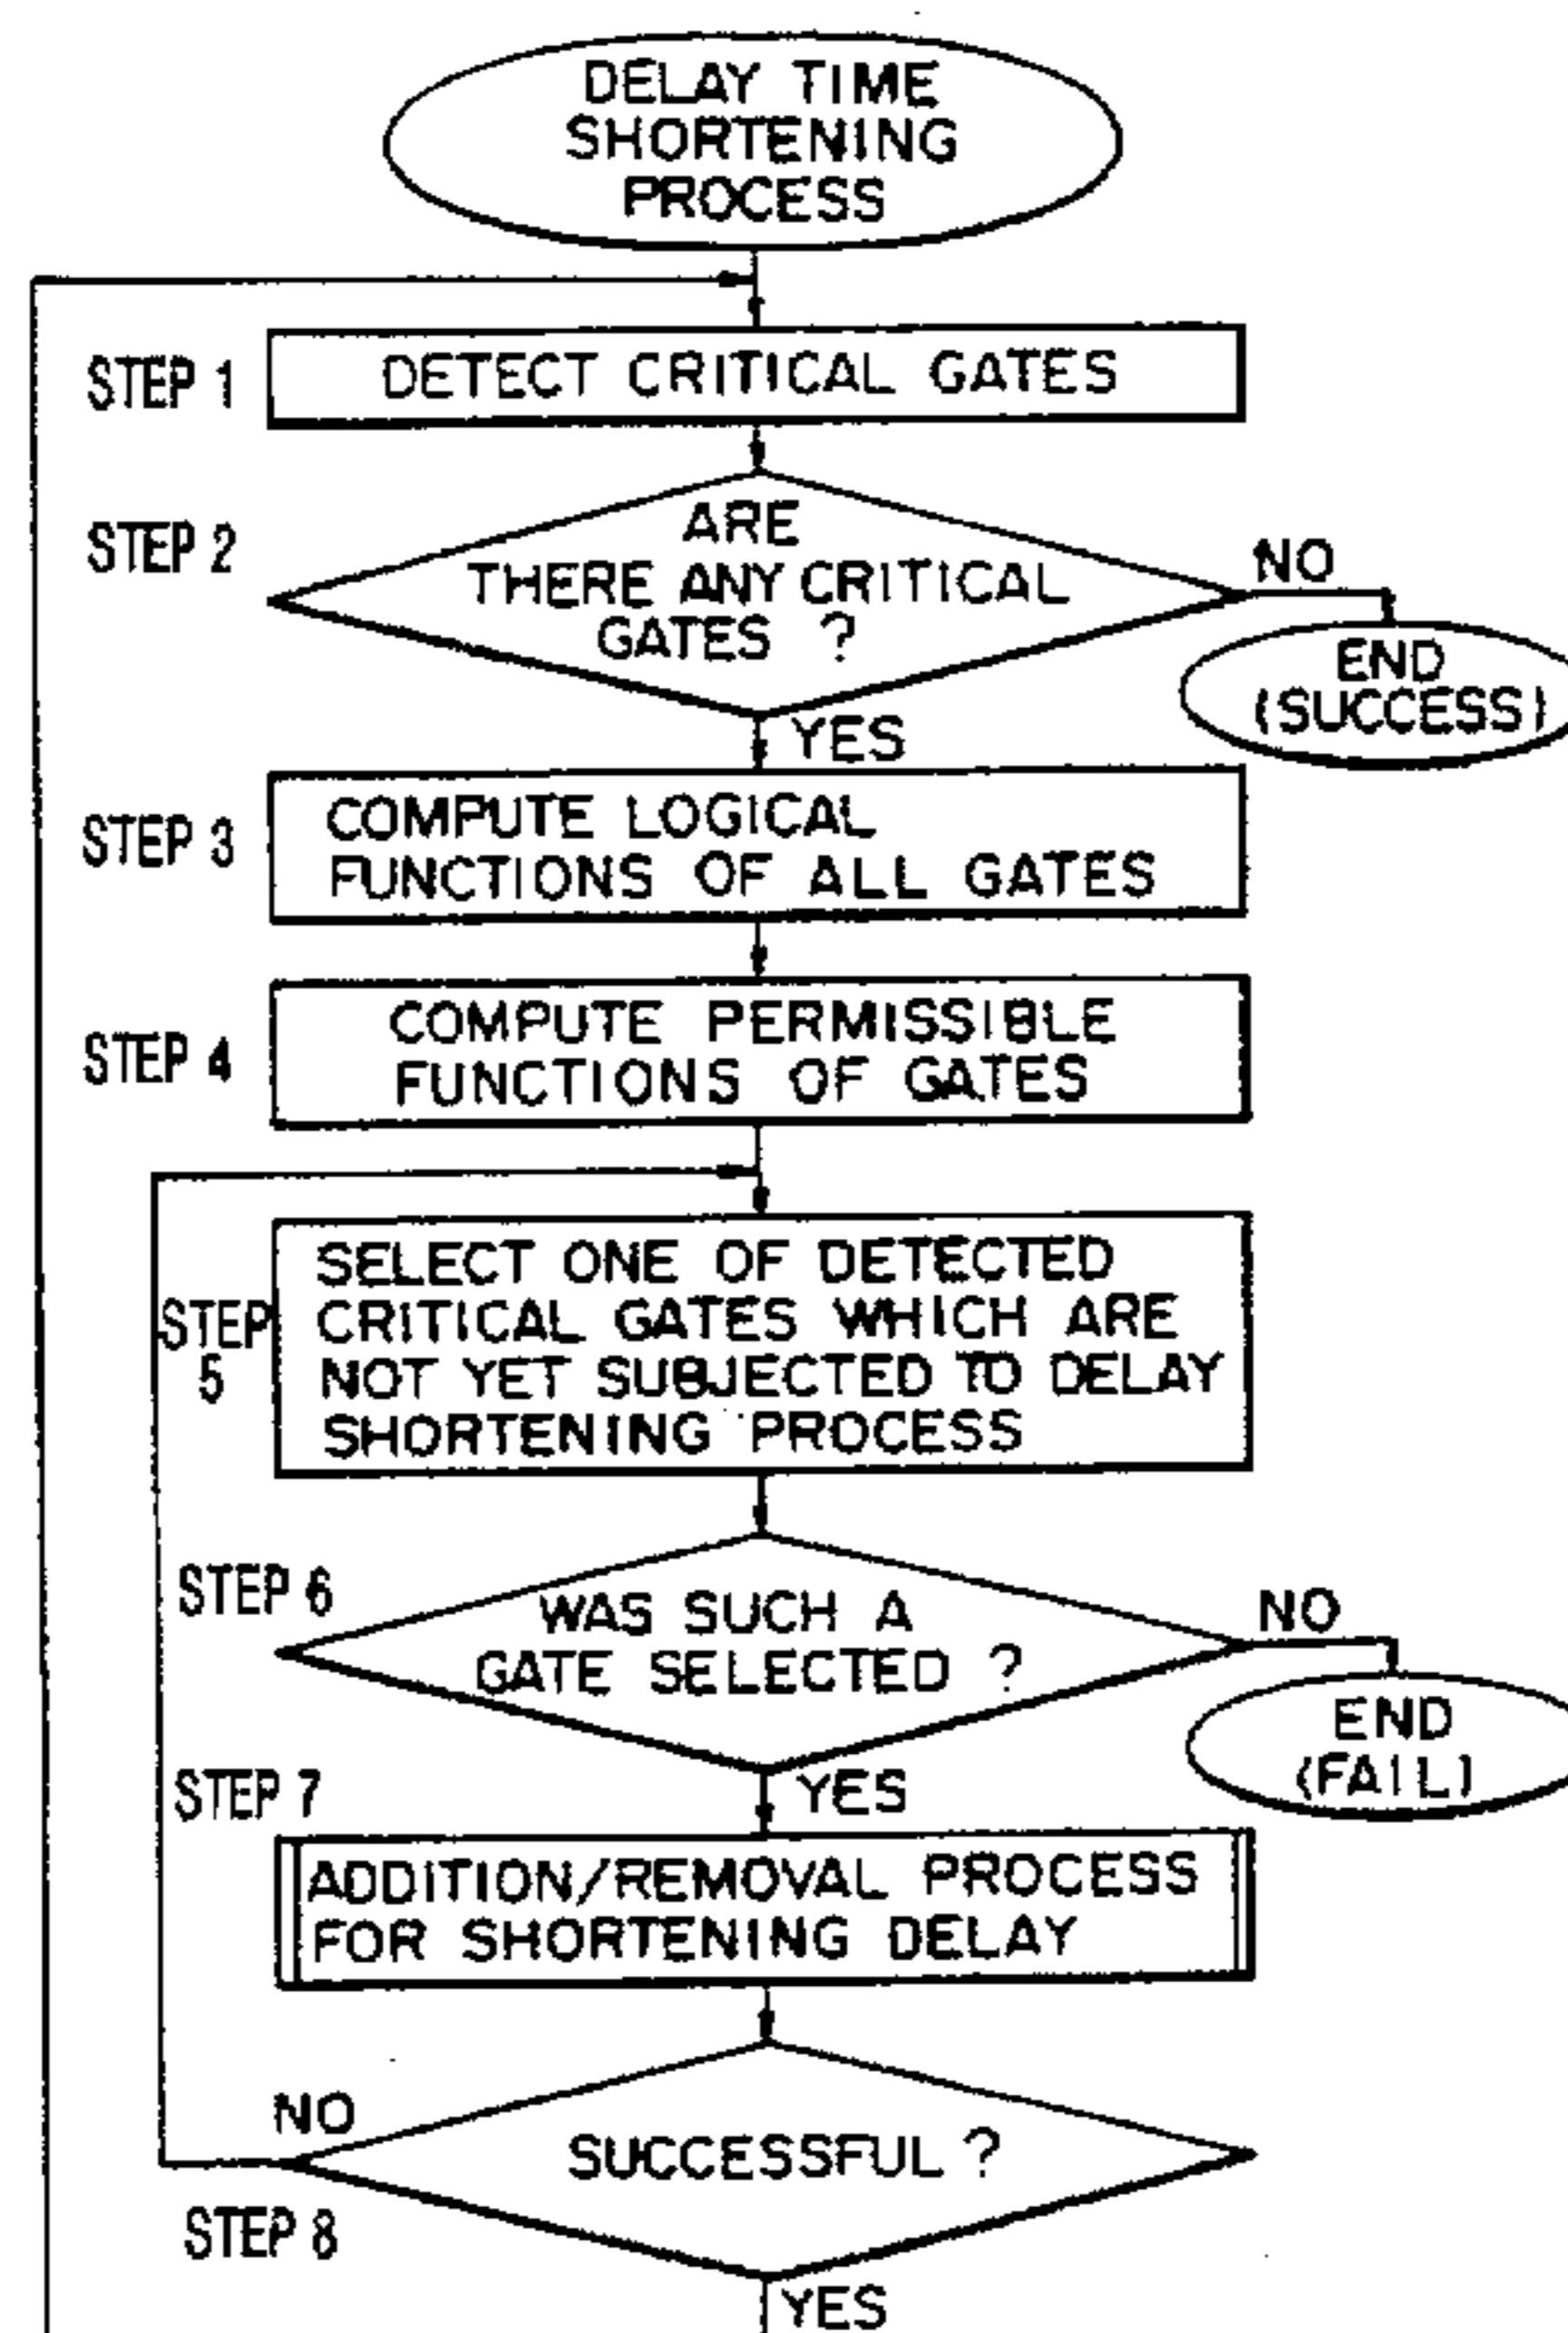 DELAY TIME
SHORTENING
PROCESS
STEP 1
DETECT CRITICAL GATES
STEP 2
ARE
THERE ANY CRITICAL
GATES ?
NO
END
(SUCCESS)
YES
STEP 3
COMPUTE LOGICAL
FUNCTIONS OF ALL GATES
STEP 4
COMPUTE PERMISSIBLE
FUNCTIONS OF GATES
STEP
5
SELECT ONE OF DETECTED
CRITICAL GATES WHICH ARE
NOT YET SUBJECTED TO DELAY
SHORTENING PROCESS
STEP 6
WAS SUCH A
GATE SELECTED ?
NO
END
(FAIL)
YES
STEP 7
ADDITION/REMOVAL PROCESS
FOR SHORTENING DELAY
NO
SUCCESSFUL ?
STEP 8
YES